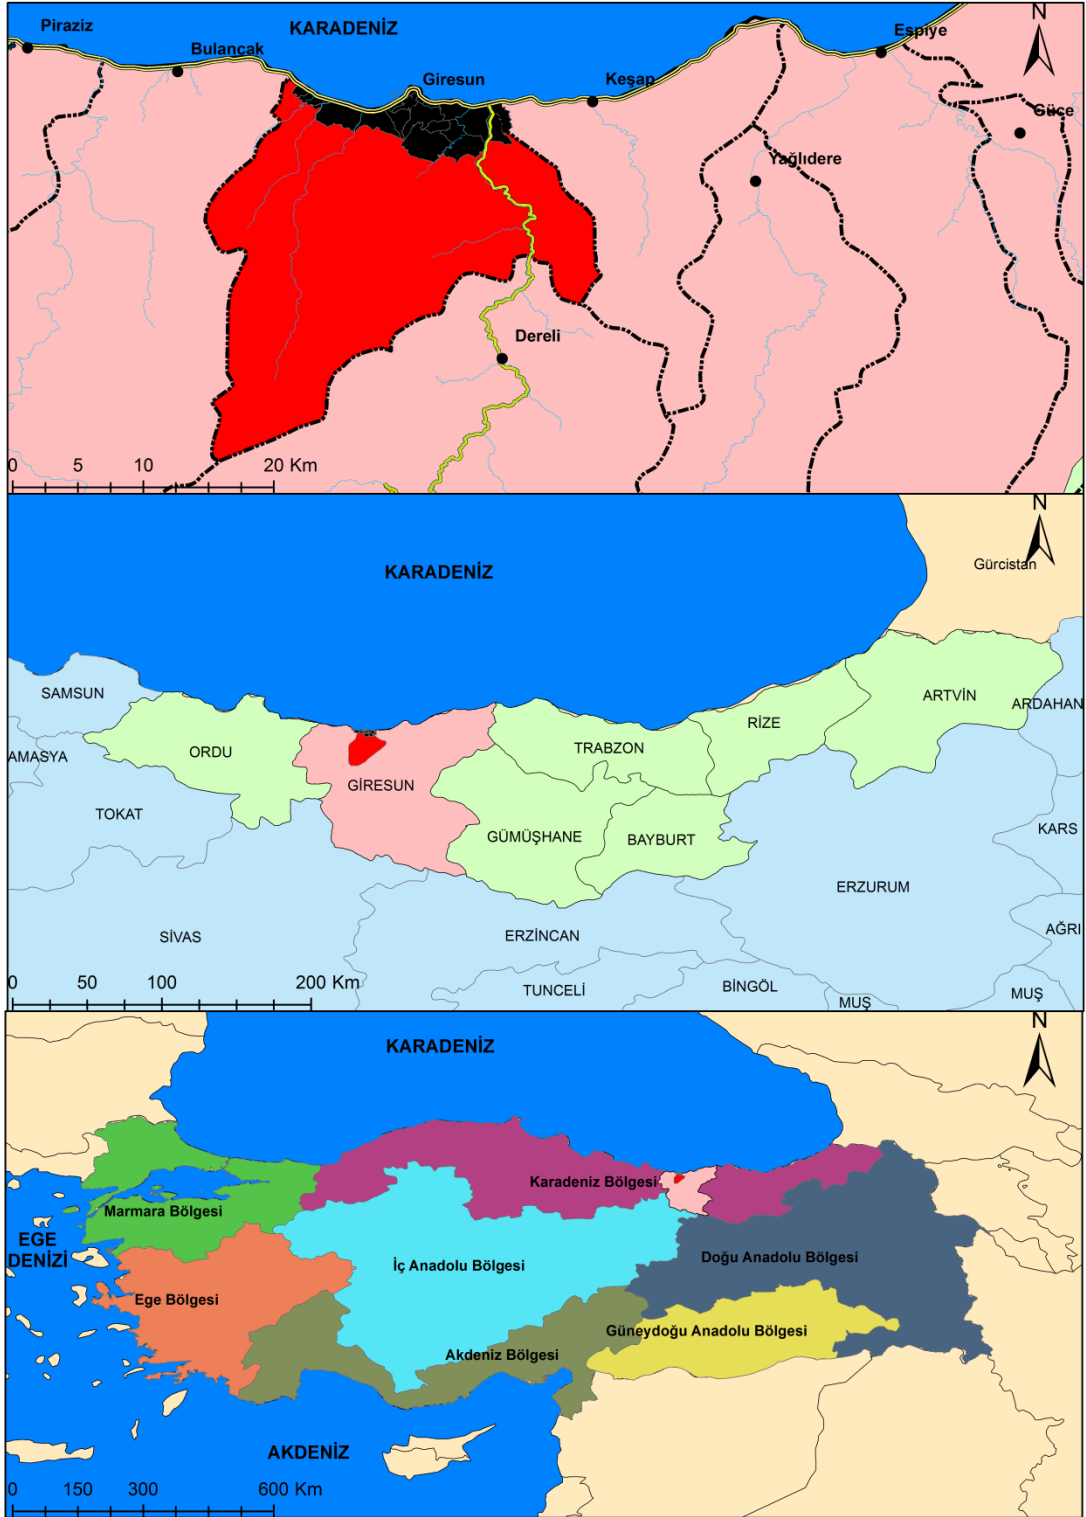 N
KARADENİZ
Piraziz
Bulancak
Giresun
Keşap
Espiye
Güce
Yağlıdere
Dereli
0 5 10 20 Km
N
KARADENİZ
Gürcistan
SAMSUN
ARTVİN
ARDAHAN
RİZE
ORDU
TRABZON
AMASYA
GİRESUN
TOKAT
GÜMÜŞHANE
BAYBURT
KARS
ERZURUM
SİVAS
ERZİNCAN
AĞRI
TUNCELİ
BİNGÖL
MUŞ
MUŞ
0 50 100 200 Km
N
KARADENİZ
Karadeniz Bölgesi
Marmara Bölgesi
EGE
DENİZİ
İç Anadolu Bölgesi
Doğu Anadolu Bölgesi
Ege Bölgesi
Güneydoğu Anadolu Bölgesi
Akdeniz Bölgesi
AKDENİZ
0 150 300 600 Km